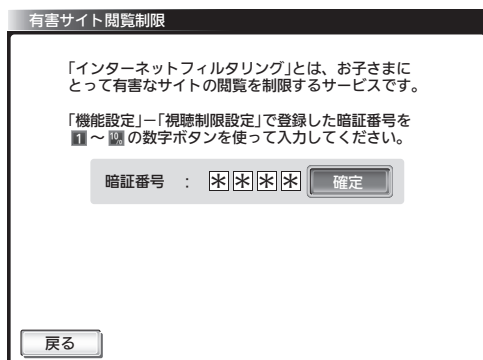 有害サイト閲覧制限
「インターネットフィルタリング」とは、お子さまに
とって有害なサイトの閲覧を制限するサービスです。
「機能設定」－「視聴制限設定」で登録した暗証番号を
1 ～ 10 の数字ボタンを使って入力してください。
暗証番号 : ＊＊＊＊ 確定
戻る